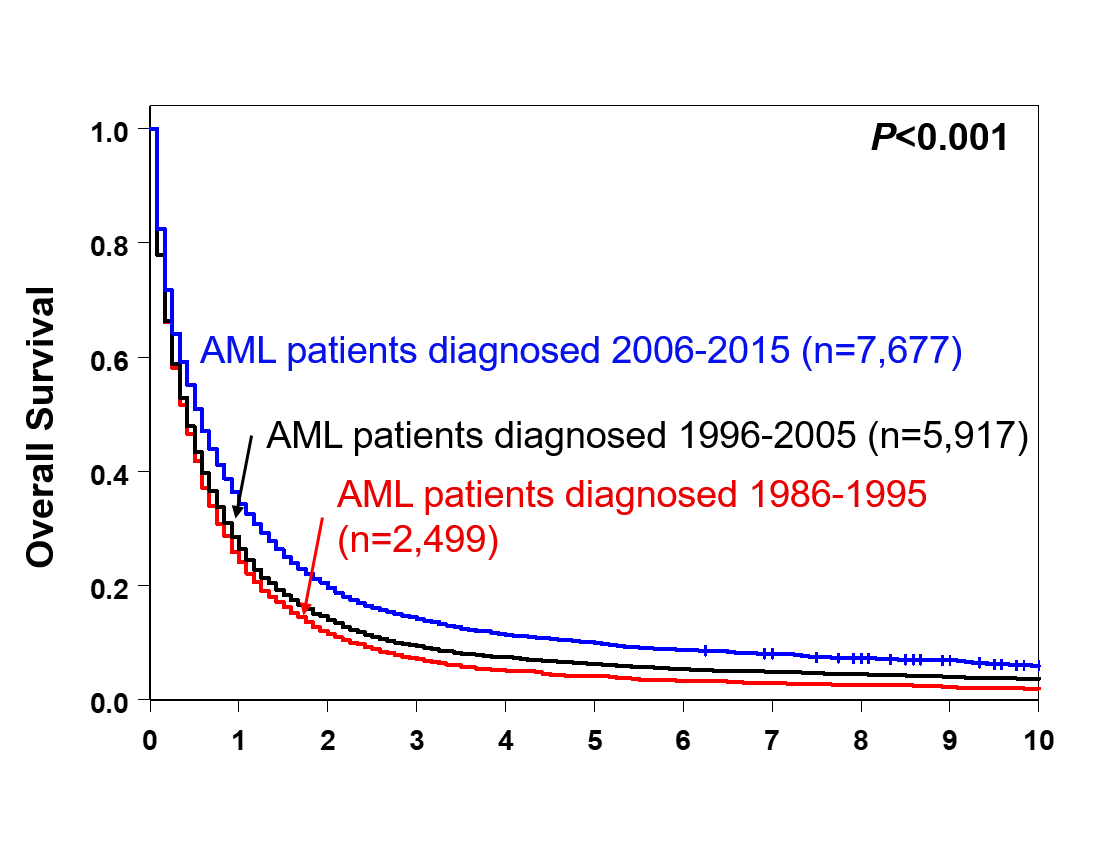 P<0.001
1.0
0.8
0.6
0.4
0.2
0.0
Overall Survival
AML patients diagnosed 2006-2015 (n=7,677)
AML patients diagnosed 1996-2005 (n=5,917)
AML patients diagnosed 1986-1995
(n=2,499)
0 1 2 3 4 5 6 7 8 9 10